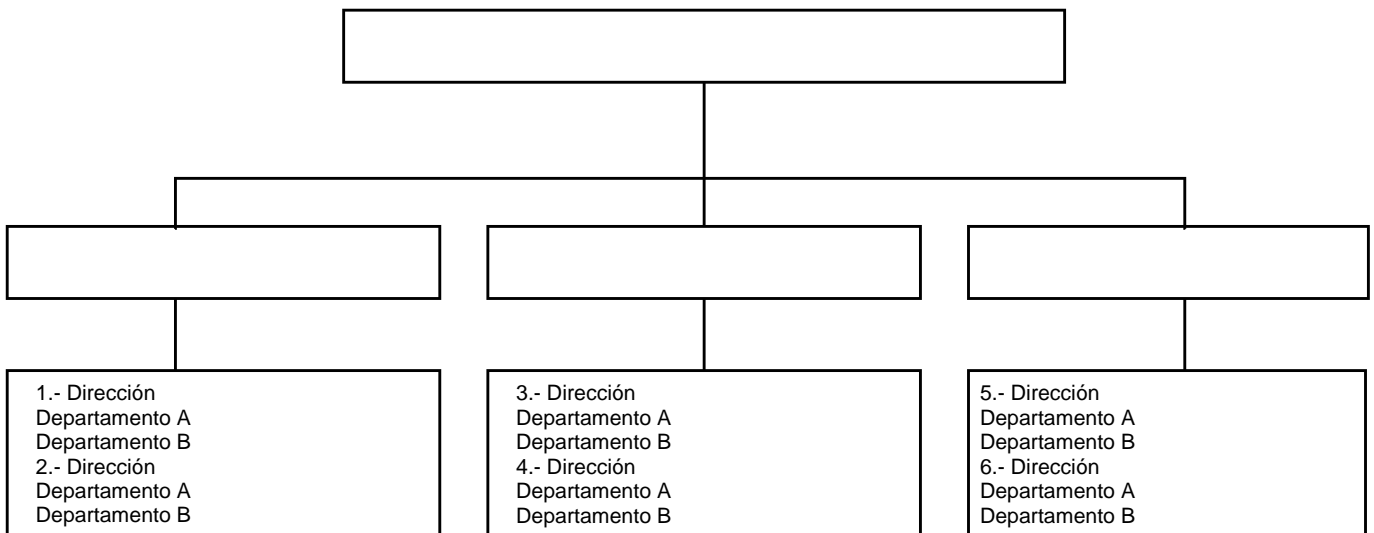 1.- Dirección
Departamento A
Departamento B
2.- Dirección
Departamento A
Departamento B
3.- Dirección
Departamento A
Departamento B
4.- Dirección
Departamento A
Departamento B
5.- Dirección
Departamento A
Departamento B
6.- Dirección
Departamento A
Departamento B